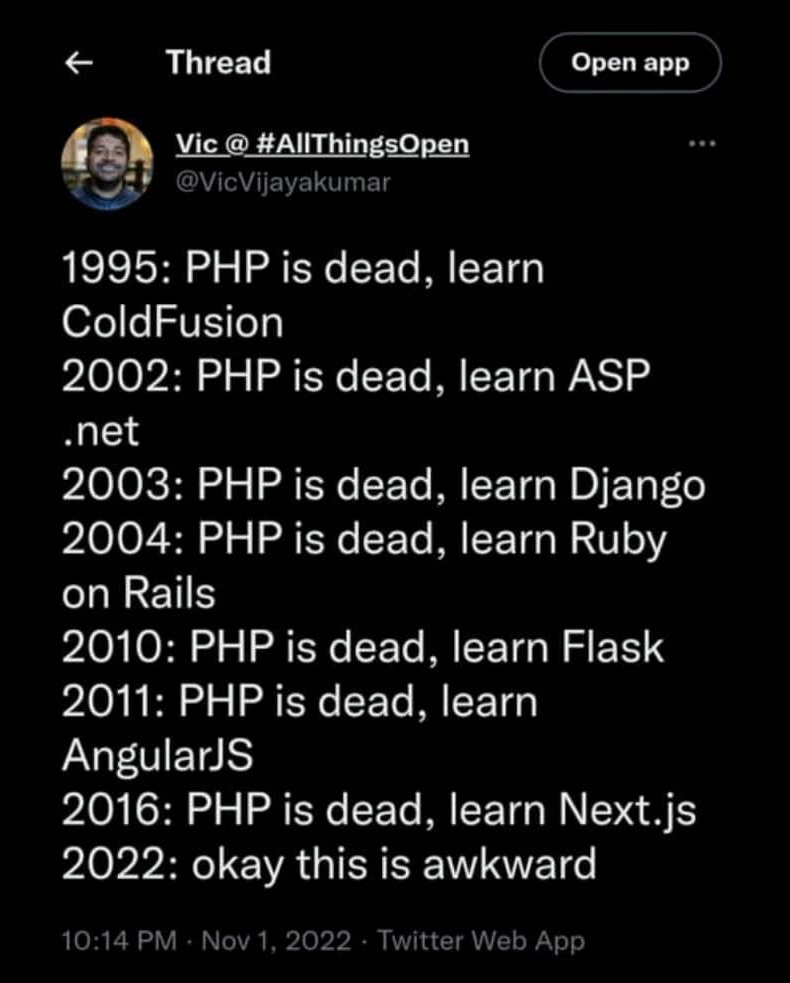 ← Thread Open app
Vic @ #AllThingsOpen ...
@VicVijayakumar
1995: PHP is dead, learn
ColdFusion
2002: PHP is dead, learn ASP
.net
2003: PHP is dead, learn Django
2004: PHP is dead, learn Ruby
on Rails
2010: PHP is dead, learn Flask
2011: PHP is dead, learn
AngularJS
2016: PHP is dead, learn Next.js
2022: okay this is awkward
10:14 PM · Nov 1, 2022 · Twitter Web App